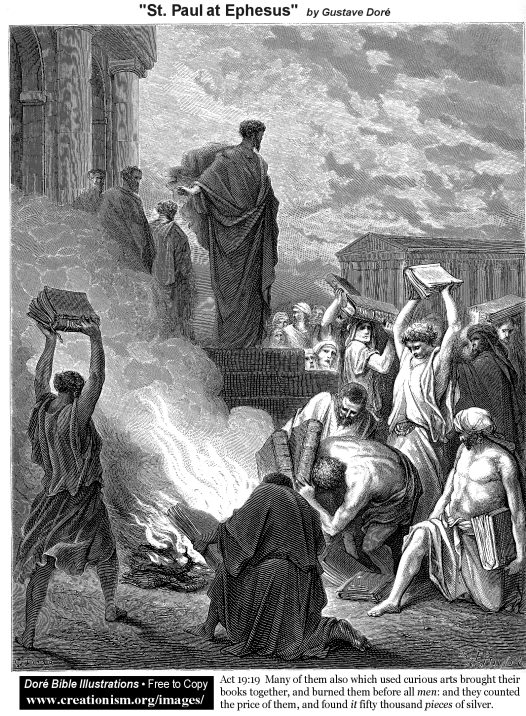 "St. Paul at Ephesus" by Gustave Doré
Doré Bible Illustrations • Free to Copy
www.creationism.org/images/
Act 19:19 Many of them also which used curious arts brought their
books together, and burned them before all men: and they counted
the price of them, and found it fifty thousand pieces of silver.